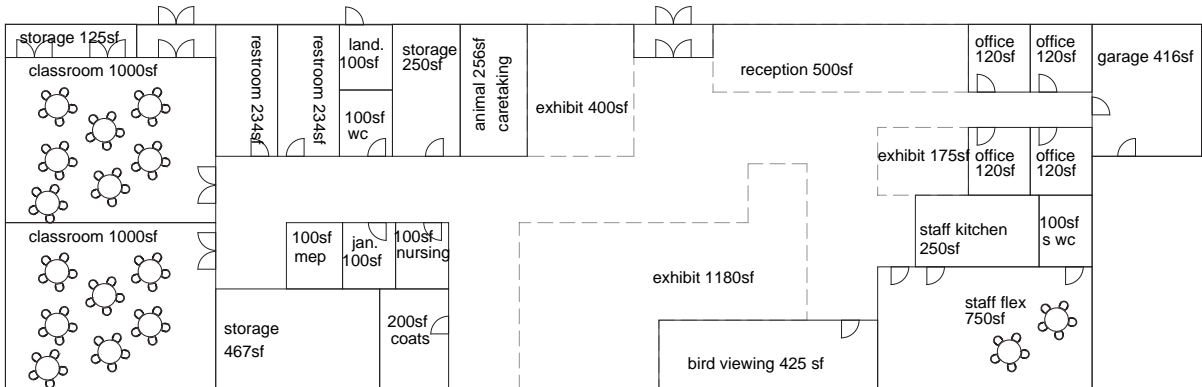 storage 125sf
classroom 1000sf
restroom 234sf
restroom 234sf
land.
100sf
100sf
wc
storage
250sf
animal 256sf
caretaking
exhibit 400sf
reception 500sf
office
120sf
office
120sf
garage 416sf
exhibit 175sf
office
120sf
office
120sf
classroom 1000sf
100sf
mep
jan.
100sf
100sf
nursing
staff kitchen
250sf
100sf
s wc
exhibit 1180sf
storage
467sf
200sf
coats
staff flex
750sf
bird viewing 425 sf